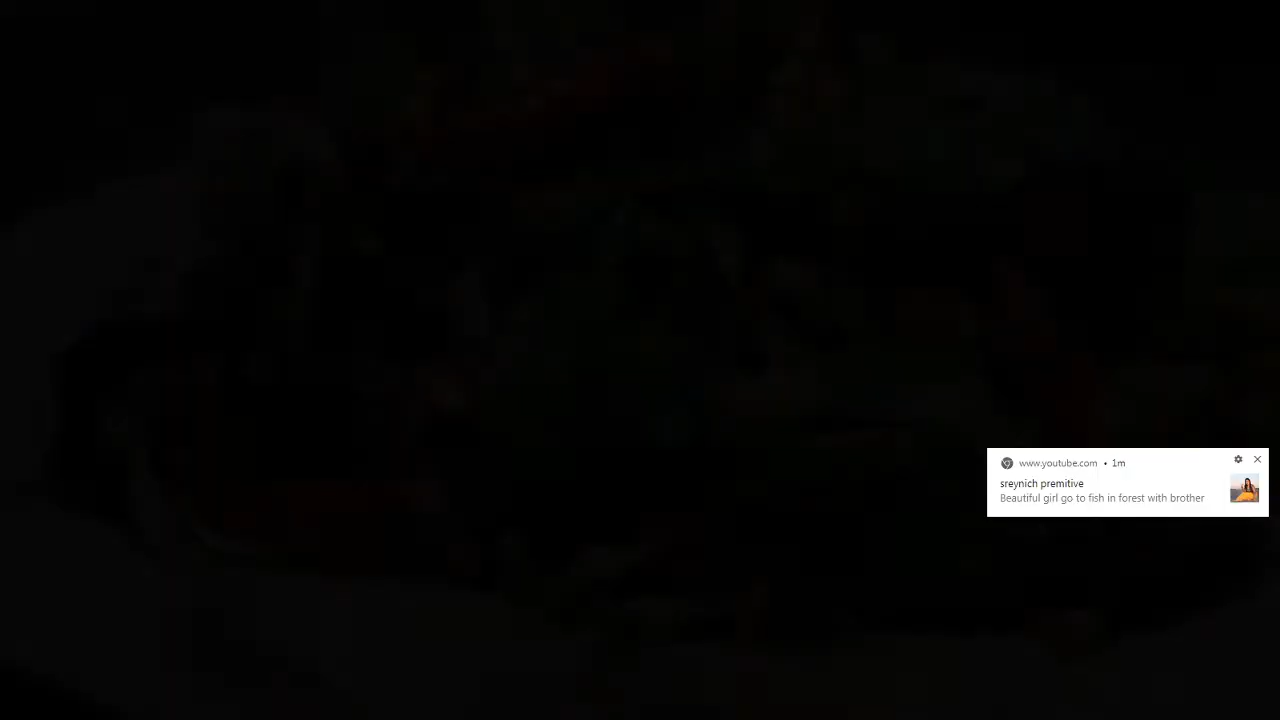 www.youtube.com • 1m
sreynich premitive
Beautiful girl go to fish in forest with brother